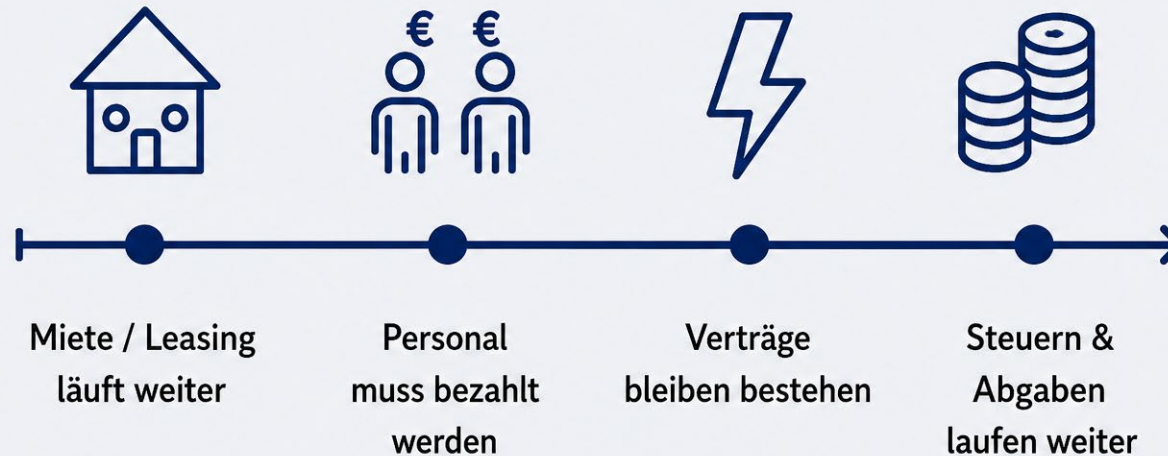 € €
Miete / Leasing
läuft weiter
Personal
muss bezahlt
werden
Verträge
bleiben bestehen
Steuern &
Abgaben
laufen weiter